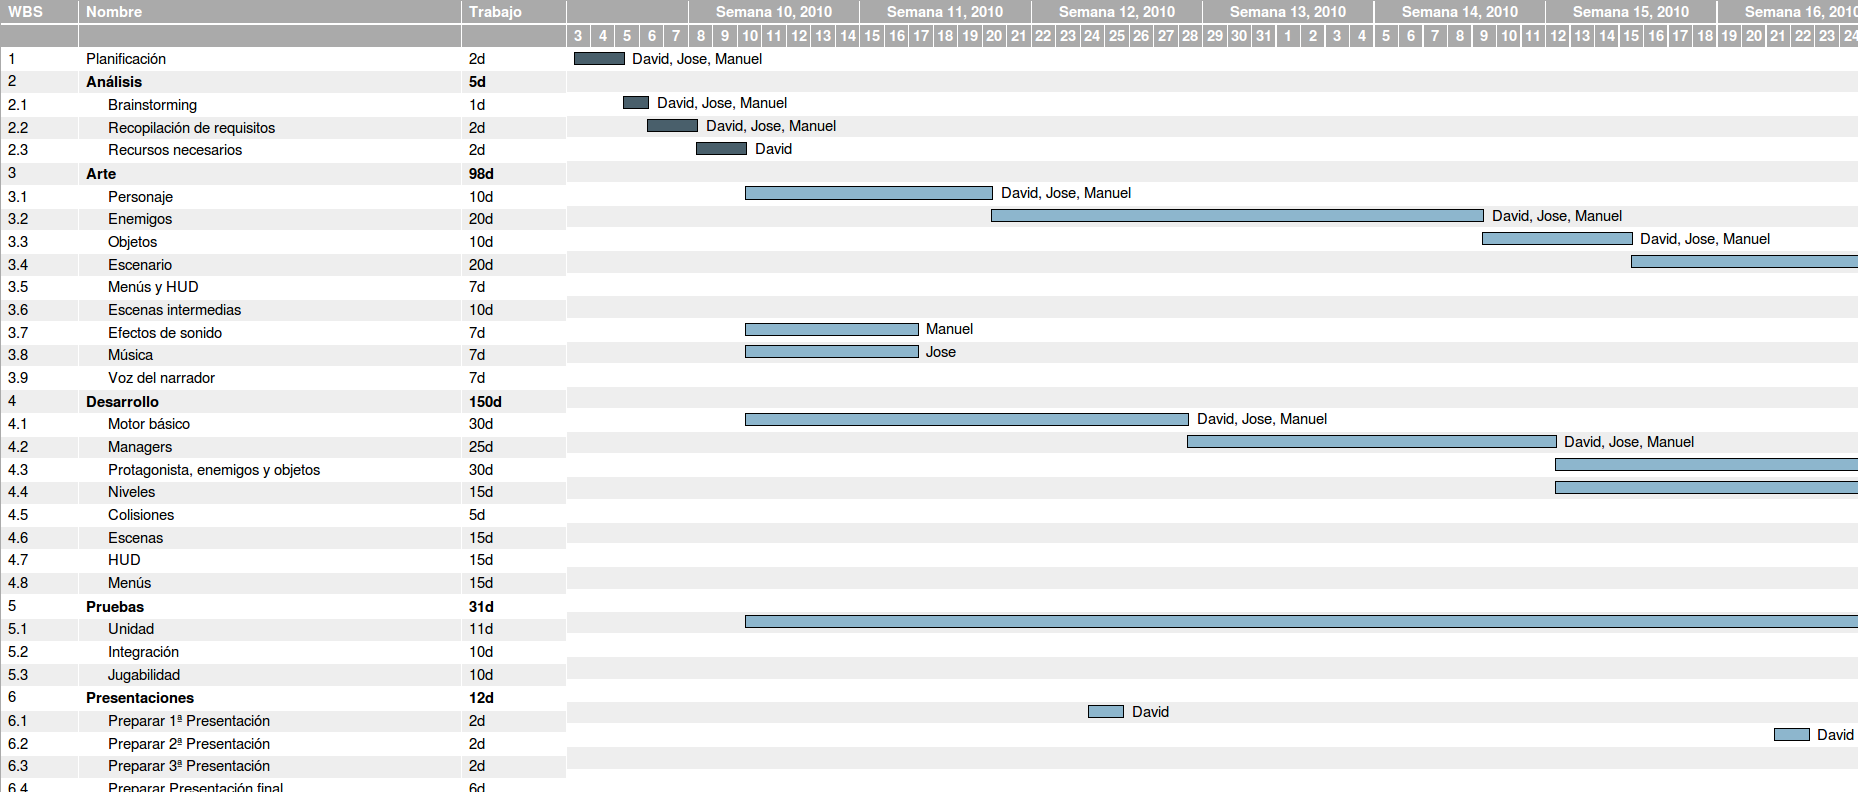 WBS Nombre Trabajo Semana 10, 2010 Semana 11, 2010 Semana 12, 2010 Semana 13, 2010 Semana 14, 2010 Semana 15, 2010 Semana 16, 2010
3 4 5 6 7 8 9 10 11 12 13 14 15 16 17 18 19 20 21 22 23 24 25 26 27 28 29 30 31 1 2 3 4 5 6 7 8 9 10 11 12 13 14 15 16 17 18 19 20 21 22 23 24
1 Planificación 2d David, Jose, Manuel
2 Análisis 5d
2.1 Brainstorming 1d David, Jose, Manuel
2.2 Recopilación de requisitos 2d David, Jose, Manuel
2.3 Recursos necesarios 2d David
3 Arte 98d
3.1 Personaje 10d David, Jose, Manuel
3.2 Enemigos 20d David, Jose, Manuel
3.3 Objetos 10d David, Jose, Manuel
3.4 Escenario 20d
3.5 Menús y HUD 7d
3.6 Escenas intermedias 10d
3.7 Efectos de sonido 7d Manuel
3.8 Música 7d Jose
3.9 Voz del narrador 7d
4 Desarrollo 150d
4.1 Motor básico 30d David, Jose, Manuel
4.2 Managers 25d David, Jose, Manuel
4.3 Protagonista, enemigos y objetos 30d
4.4 Niveles 15d
4.5 Colisiones 5d
4.6 Escenas 15d
4.7 HUD 15d
4.8 Menús 15d
5 Pruebas 31d
5.1 Unidad 11d
5.2 Integración 10d
5.3 Jugabilidad 10d
6 Presentaciones 12d
6.1 Preparar 1ª Presentación 2d David
6.2 Preparar 2ª Presentación 2d David
6.3 Preparar 3ª Presentación 2d
6.4 Preparar Presentación final 6d